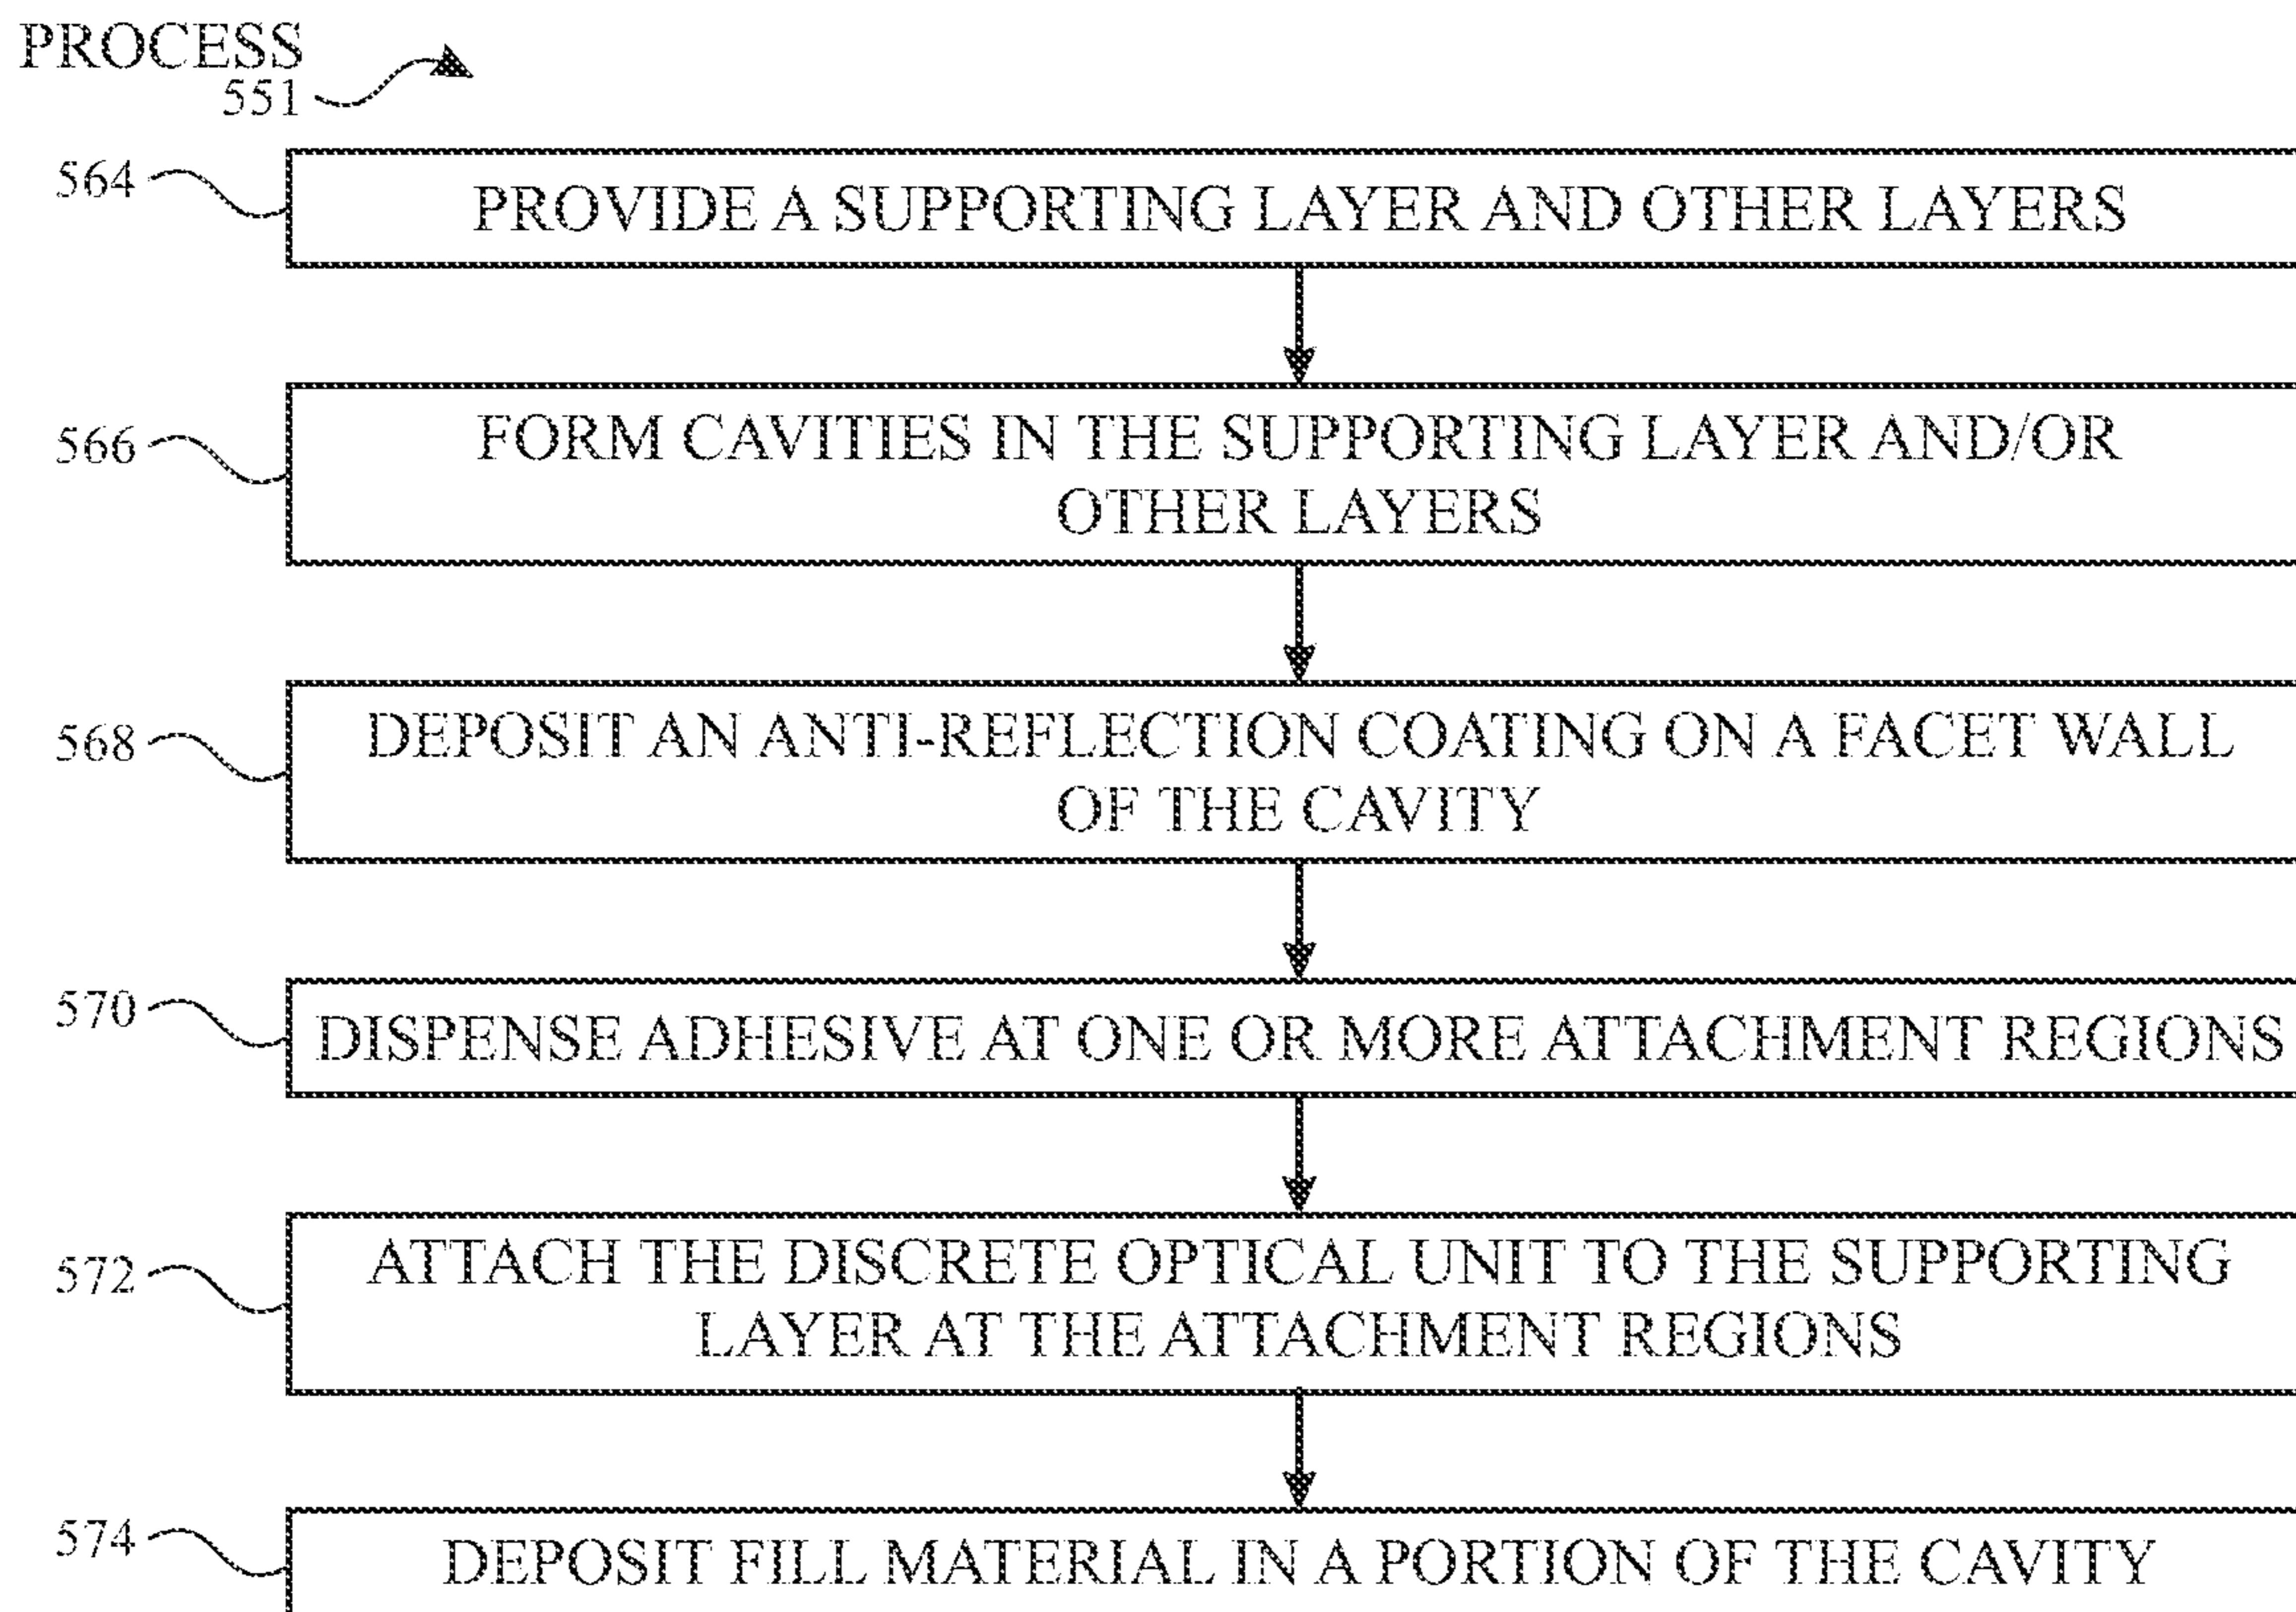 PROCESS
551
564
PROVIDE A SUPPORTING LAYER AND OTHER LAYERS
566
FORM CAVITIES IN THE SUPPORTING LAYER AND/OR
OTHER LAYERS
568
DEPOSIT AN ANTI-REFLECTION COATING ON A FACET WALL
OF THE CAVITY
570
DISPENSE ADHESIVE AT ONE OR MORE ATTACHMENT REGIONS
572
ATTACH THE DISCRETE OPTICAL UNIT TO THE SUPPORTING
LAYER AT THE ATTACHMENT REGIONS
574
DEPOSIT FILL MATERIAL IN A PORTION OF THE CAVITY